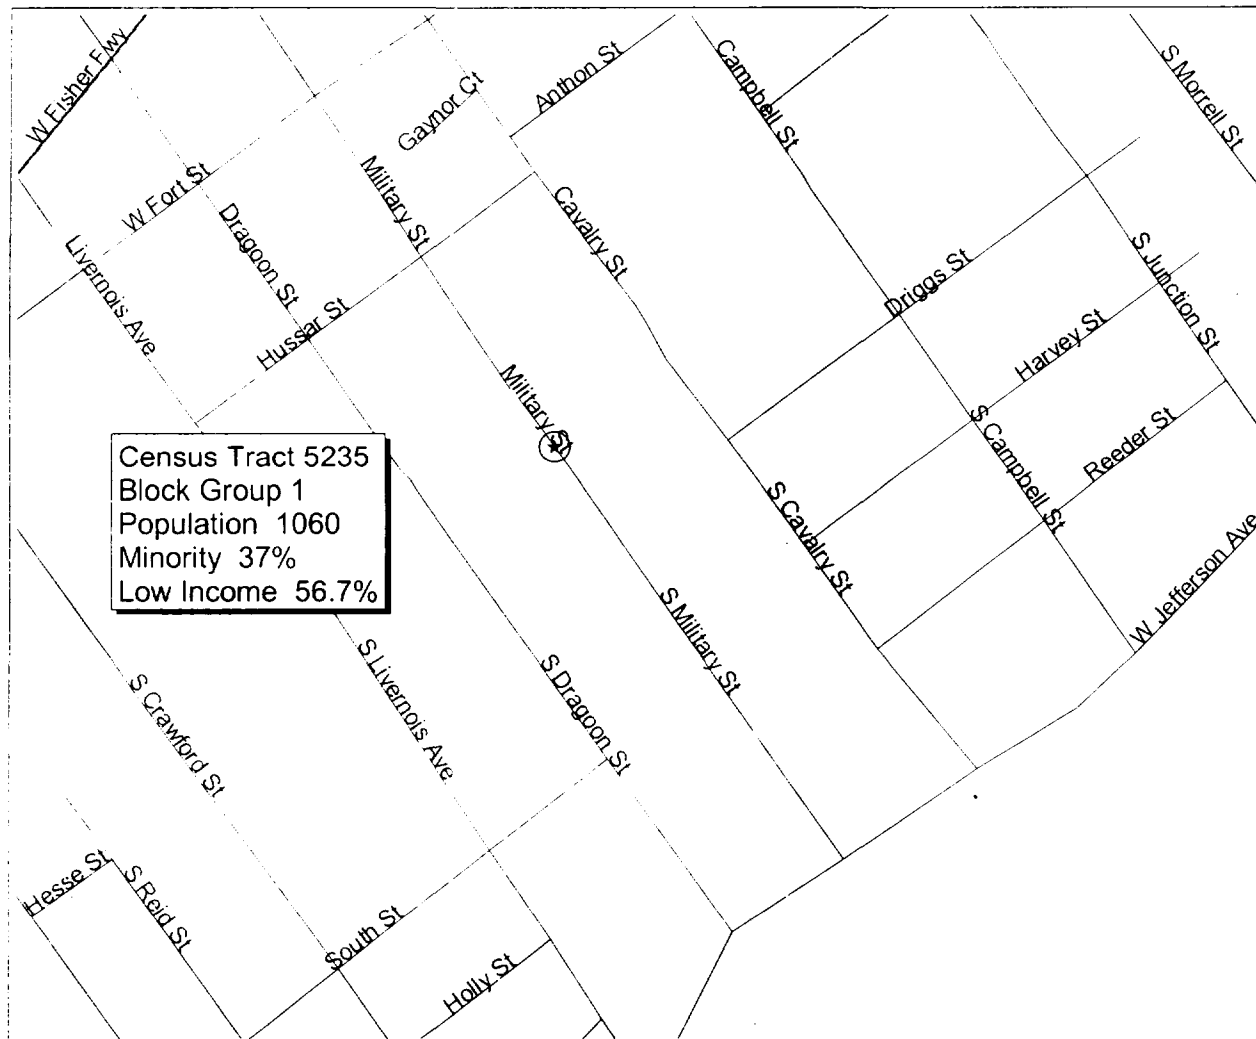 W Fisher Fwy
Gaynor Ct
Anthon St
Campbell St
S Morrell St
W Fort St
Military St
Dragoon St
Cavalry St
Livernois Ave
Hussar St
Driggs St
S Junction St
Harvey St
Military St
Census Tract 5235
Block Group 1
Population 1060
Minority 37%
Low Income 56.7%
S Campbell St
Reeder St
S Cavalry St
W Jefferson Ave
S Military St
S Livernois Ave
S Dragoon St
S Crawford St
Hesse St
S Reid St
South St
Holly St